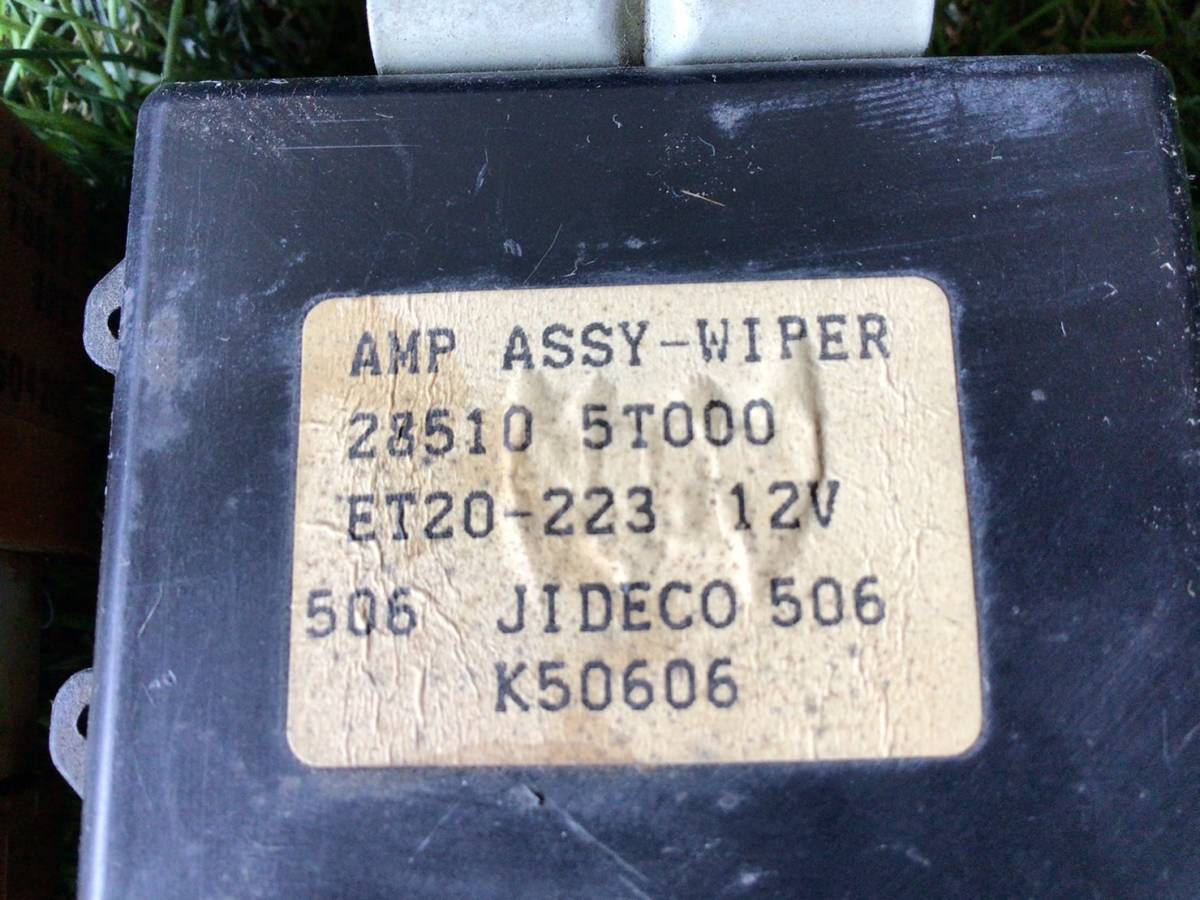 AMP ASSY-WIPER
28510 5T000
ET20-223 12V
506 JIDECO 506
K50606